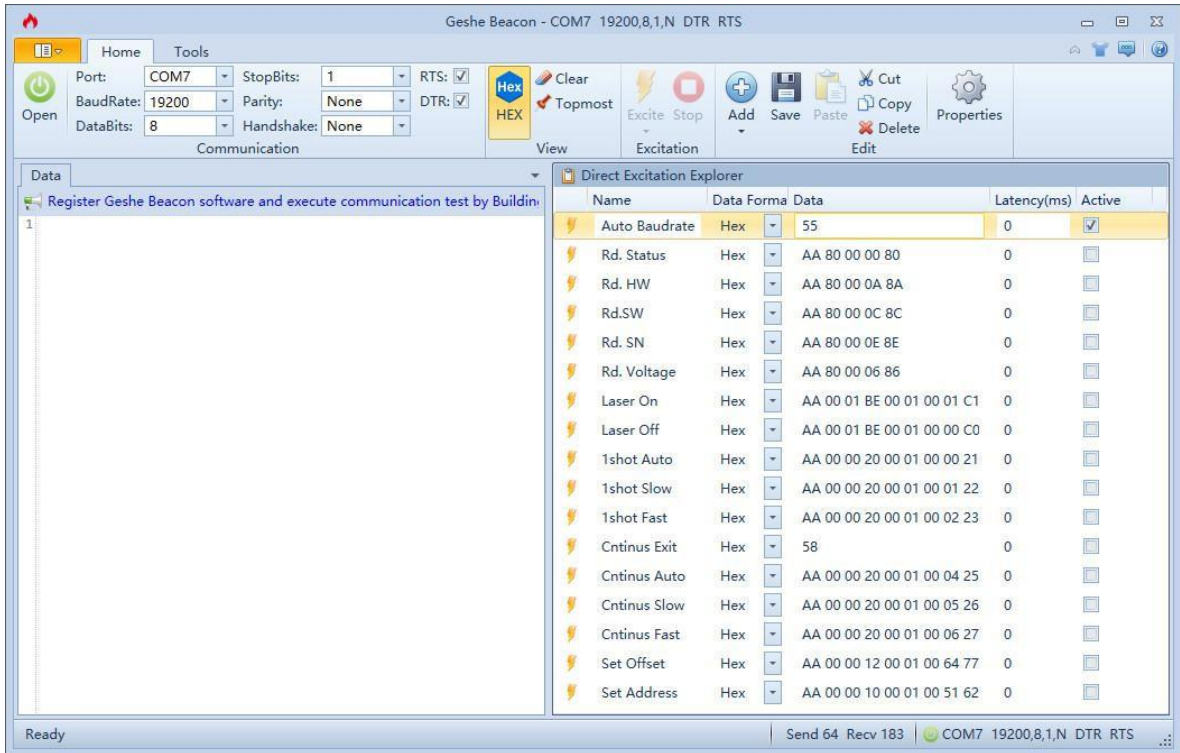 Geshe Beacon - COM7 19200,8,1,N DTR RTS
Home Tools
Port: COM7 StopBits: 1 RTS:
BaudRate: 19200 Parity: None DTR:
DataBits: 8 Handshake: None
Open
Communication
Hex
HEX
Clear
Topmost
View
Excite Stop
Excitation
Add Save Paste
Cut
Copy
Delete
Edit
Properties
Data
Register Geshe Beacon software and execute communication test by Buildin
1
Direct Excitation Explorer
Name Data Forma Data Latency(ms) Active
Auto Baudrate Hex 55 0
Rd. Status Hex AA 80 00 00 80 0
Rd. HW Hex AA 80 00 0A 8A 0
Rd.SW Hex AA 80 00 0C 8C 0
Rd. SN Hex AA 80 00 0E 8E 0
Rd. Voltage Hex AA 80 00 06 86 0
Laser On Hex AA 00 01 BE 00 01 00 01 C1 0
Laser Off Hex AA 00 01 BE 00 01 00 00 C0 0
1shot Auto Hex AA 00 00 20 00 01 00 00 21 0
1shot Slow Hex AA 00 00 20 00 01 00 01 22 0
1shot Fast Hex AA 00 00 20 00 01 00 02 23 0
Cntinus Exit Hex 58 0
Cntinus Auto Hex AA 00 00 20 00 01 00 04 25 0
Cntinus Slow Hex AA 00 00 20 00 01 00 05 26 0
Cntinus Fast Hex AA 00 00 20 00 01 00 06 27 0
Set Offset Hex AA 00 00 12 00 01 00 64 77 0
Set Address Hex AA 00 00 10 00 01 00 51 62 0
Ready Send 64 Recv 183 COM7 19200,8,1,N DTR RTS